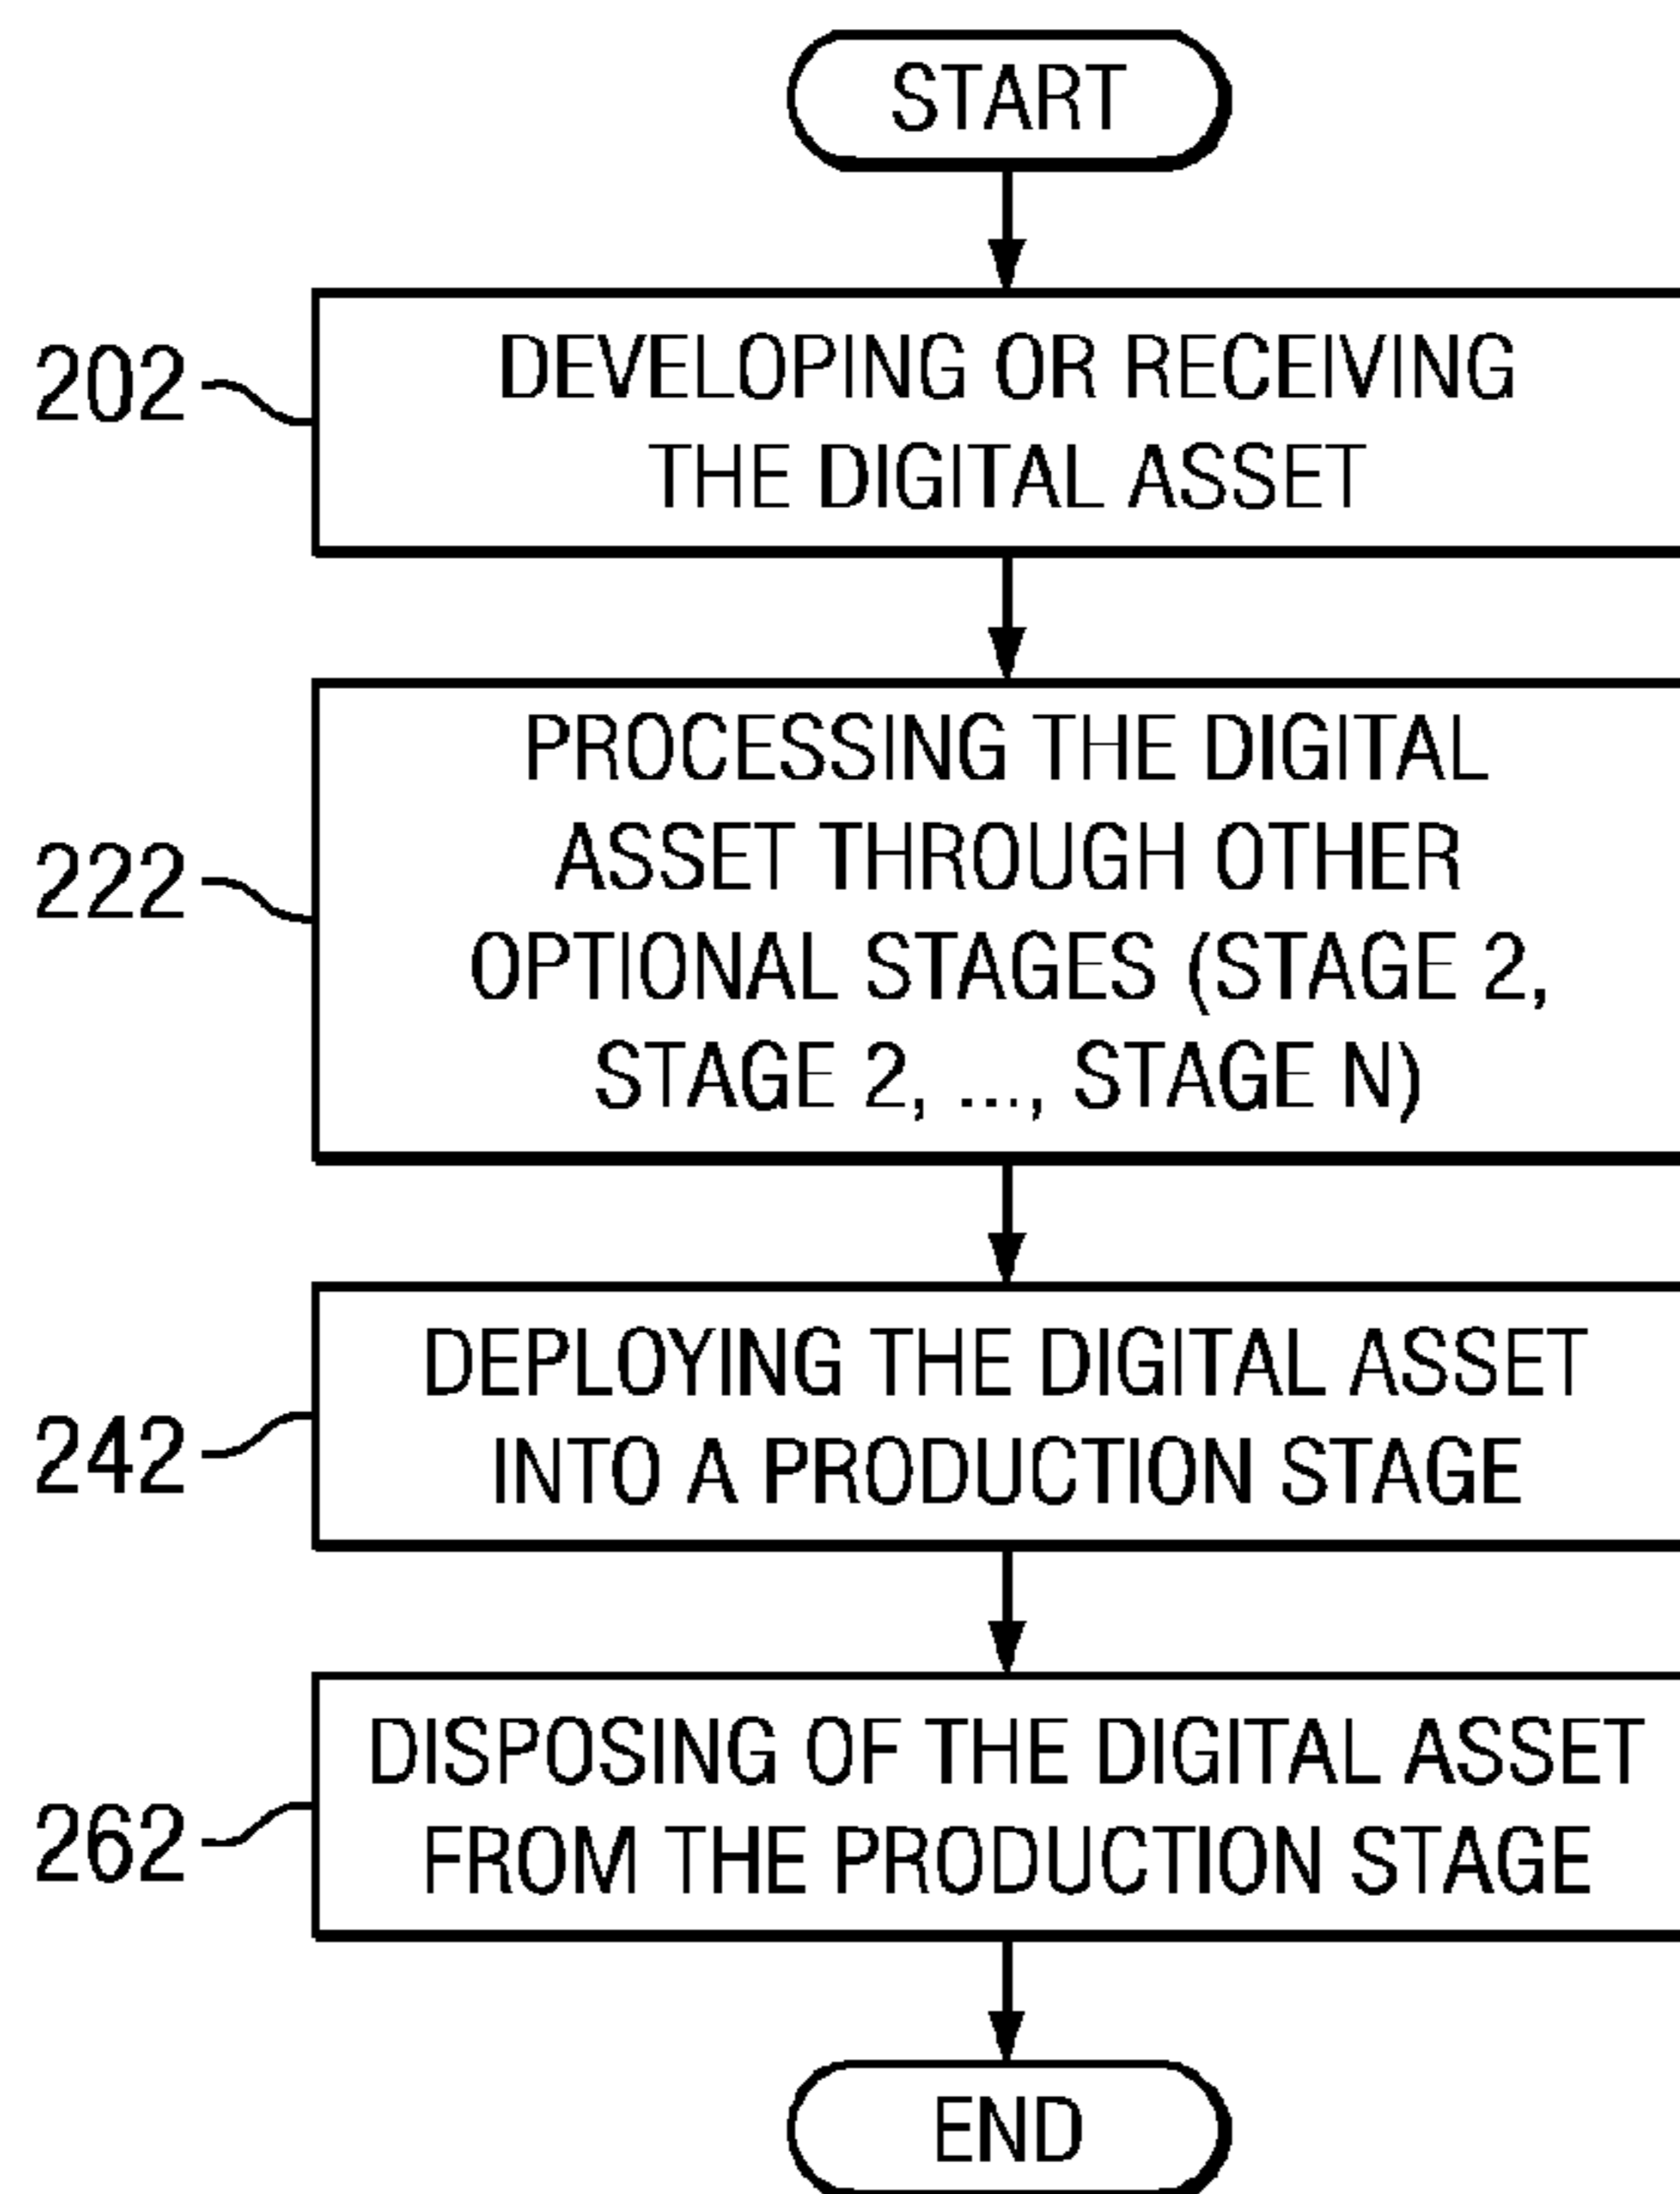 START
202
DEVELOPING OR RECEIVING
THE DIGITAL ASSET
222
PROCESSING THE DIGITAL
ASSET THROUGH OTHER
OPTIONAL STAGES (STAGE 2,
STAGE 2, ..., STAGE N)
242
DEPLOYING THE DIGITAL ASSET
INTO A PRODUCTION STAGE
262
DISPOSING OF THE DIGITAL ASSET
FROM THE PRODUCTION STAGE
END